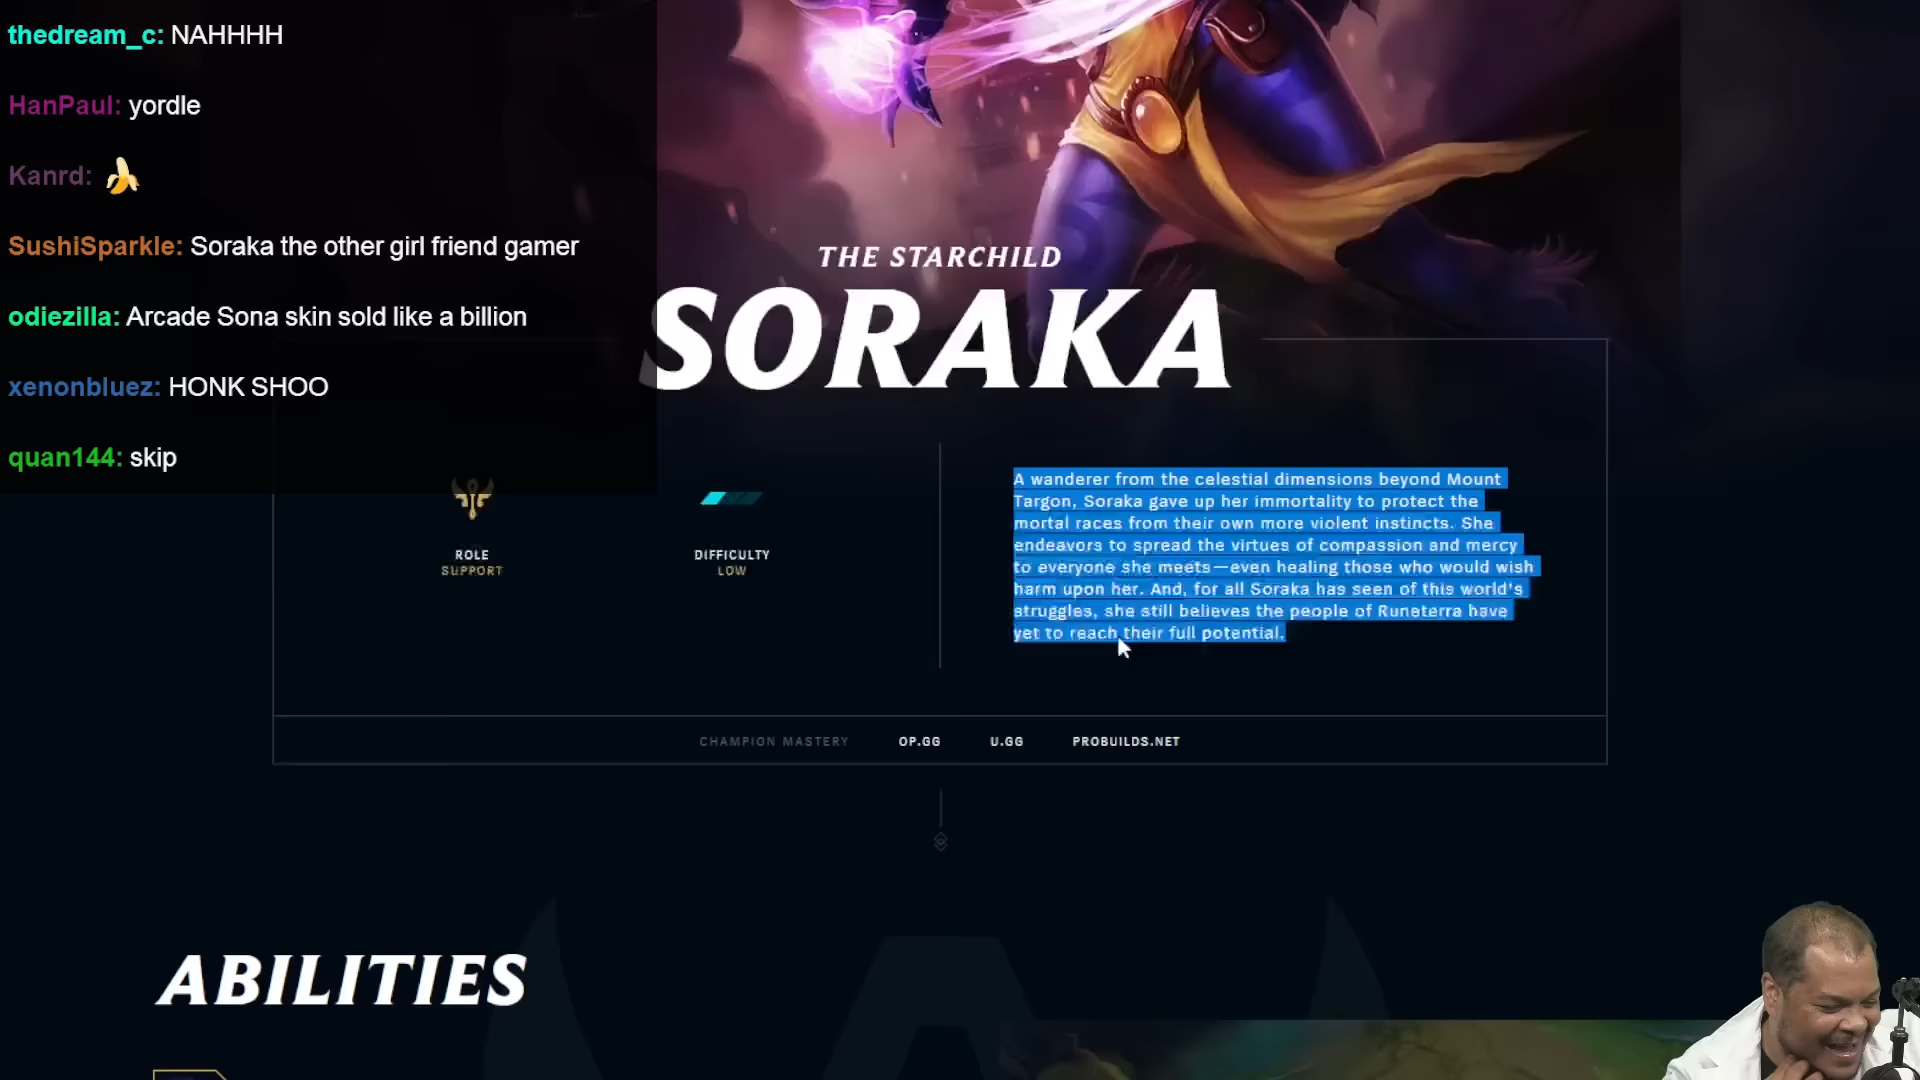 thedream_c: NAHHHH
HanPaul: yordle
Kanrd: 🍌
SushiSparkle: Soraka the other girl friend gamer
odiezilla: Arcade Sona skin sold like a billion
xenonbluez: HONK SHOO
quan144: skip
THE STARCHILD
SORAKA
ROLE
SUPPORT
DIFFICULTY
LOW
A wanderer from the celestial dimensions beyond Mount
Targon, Soraka gave up her immortality to protect the
mortal races from their own more violent instincts. She
endeavors to spread the virtues of compassion and mercy
to everyone she meets—even healing those who would wish
harm upon her. And, for all Soraka has seen of this world's
struggles, she still believes the people of Runeterra have
yet to reach their full potential.
CHAMPION MASTERY
OP.GG
U.GG
PROBUILDS.NET
ABILITIES